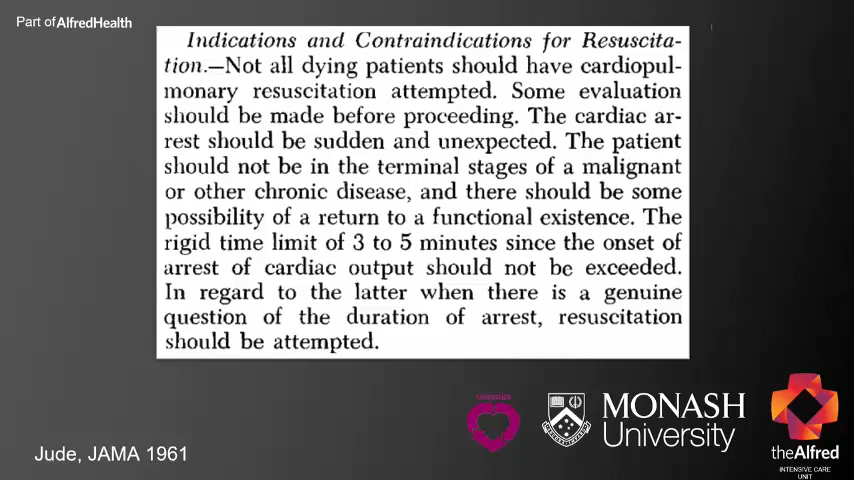 Part of AlfredHealth
Indications and Contraindications for Resuscita-
tion.—Not all dying patients should have cardiopul-
monary resuscitation attempted. Some evaluation
should be made before proceeding. The cardiac ar-
rest should be sudden and unexpected. The patient
should not be in the terminal stages of a malignant
or other chronic disease, and there should be some
possibility of a return to a functional existence. The
rigid time limit of 3 to 5 minutes since the onset of
arrest of cardiac output should not be exceeded.
In regard to the latter when there is a genuine
question of the duration of arrest, resuscitation
should be attempted.
MONASH
University
theAlfred
INTENSIVE CARE
UNIT
Jude, JAMA 1961